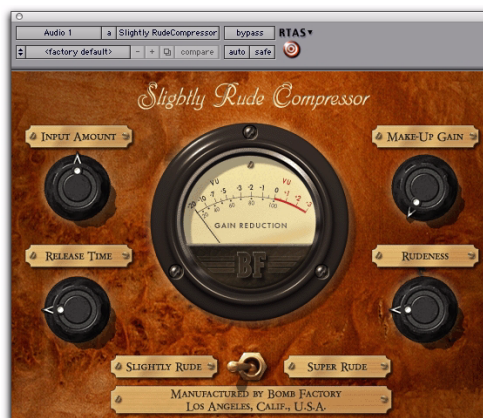 Audio 1 a Slightly RudeCompressor bypass RTAS
<factory default> - + compare auto safe
Slightly Rude Compressor
INPUT AMOUNT
MAKE-UP GAIN
VU VU
-20 -10 -7 -5 -3 -2 -1 0 -1 -2 -3
20 40 60 80 100
GAIN REDUCTION
BF
RELEASE TIME
RUDENESS
SLIGHTLY RUDE
SUPER RUDE
MANUFACTURED BY BOMB FACTORY
LOS ANGELES, CALIF., U.S.A.